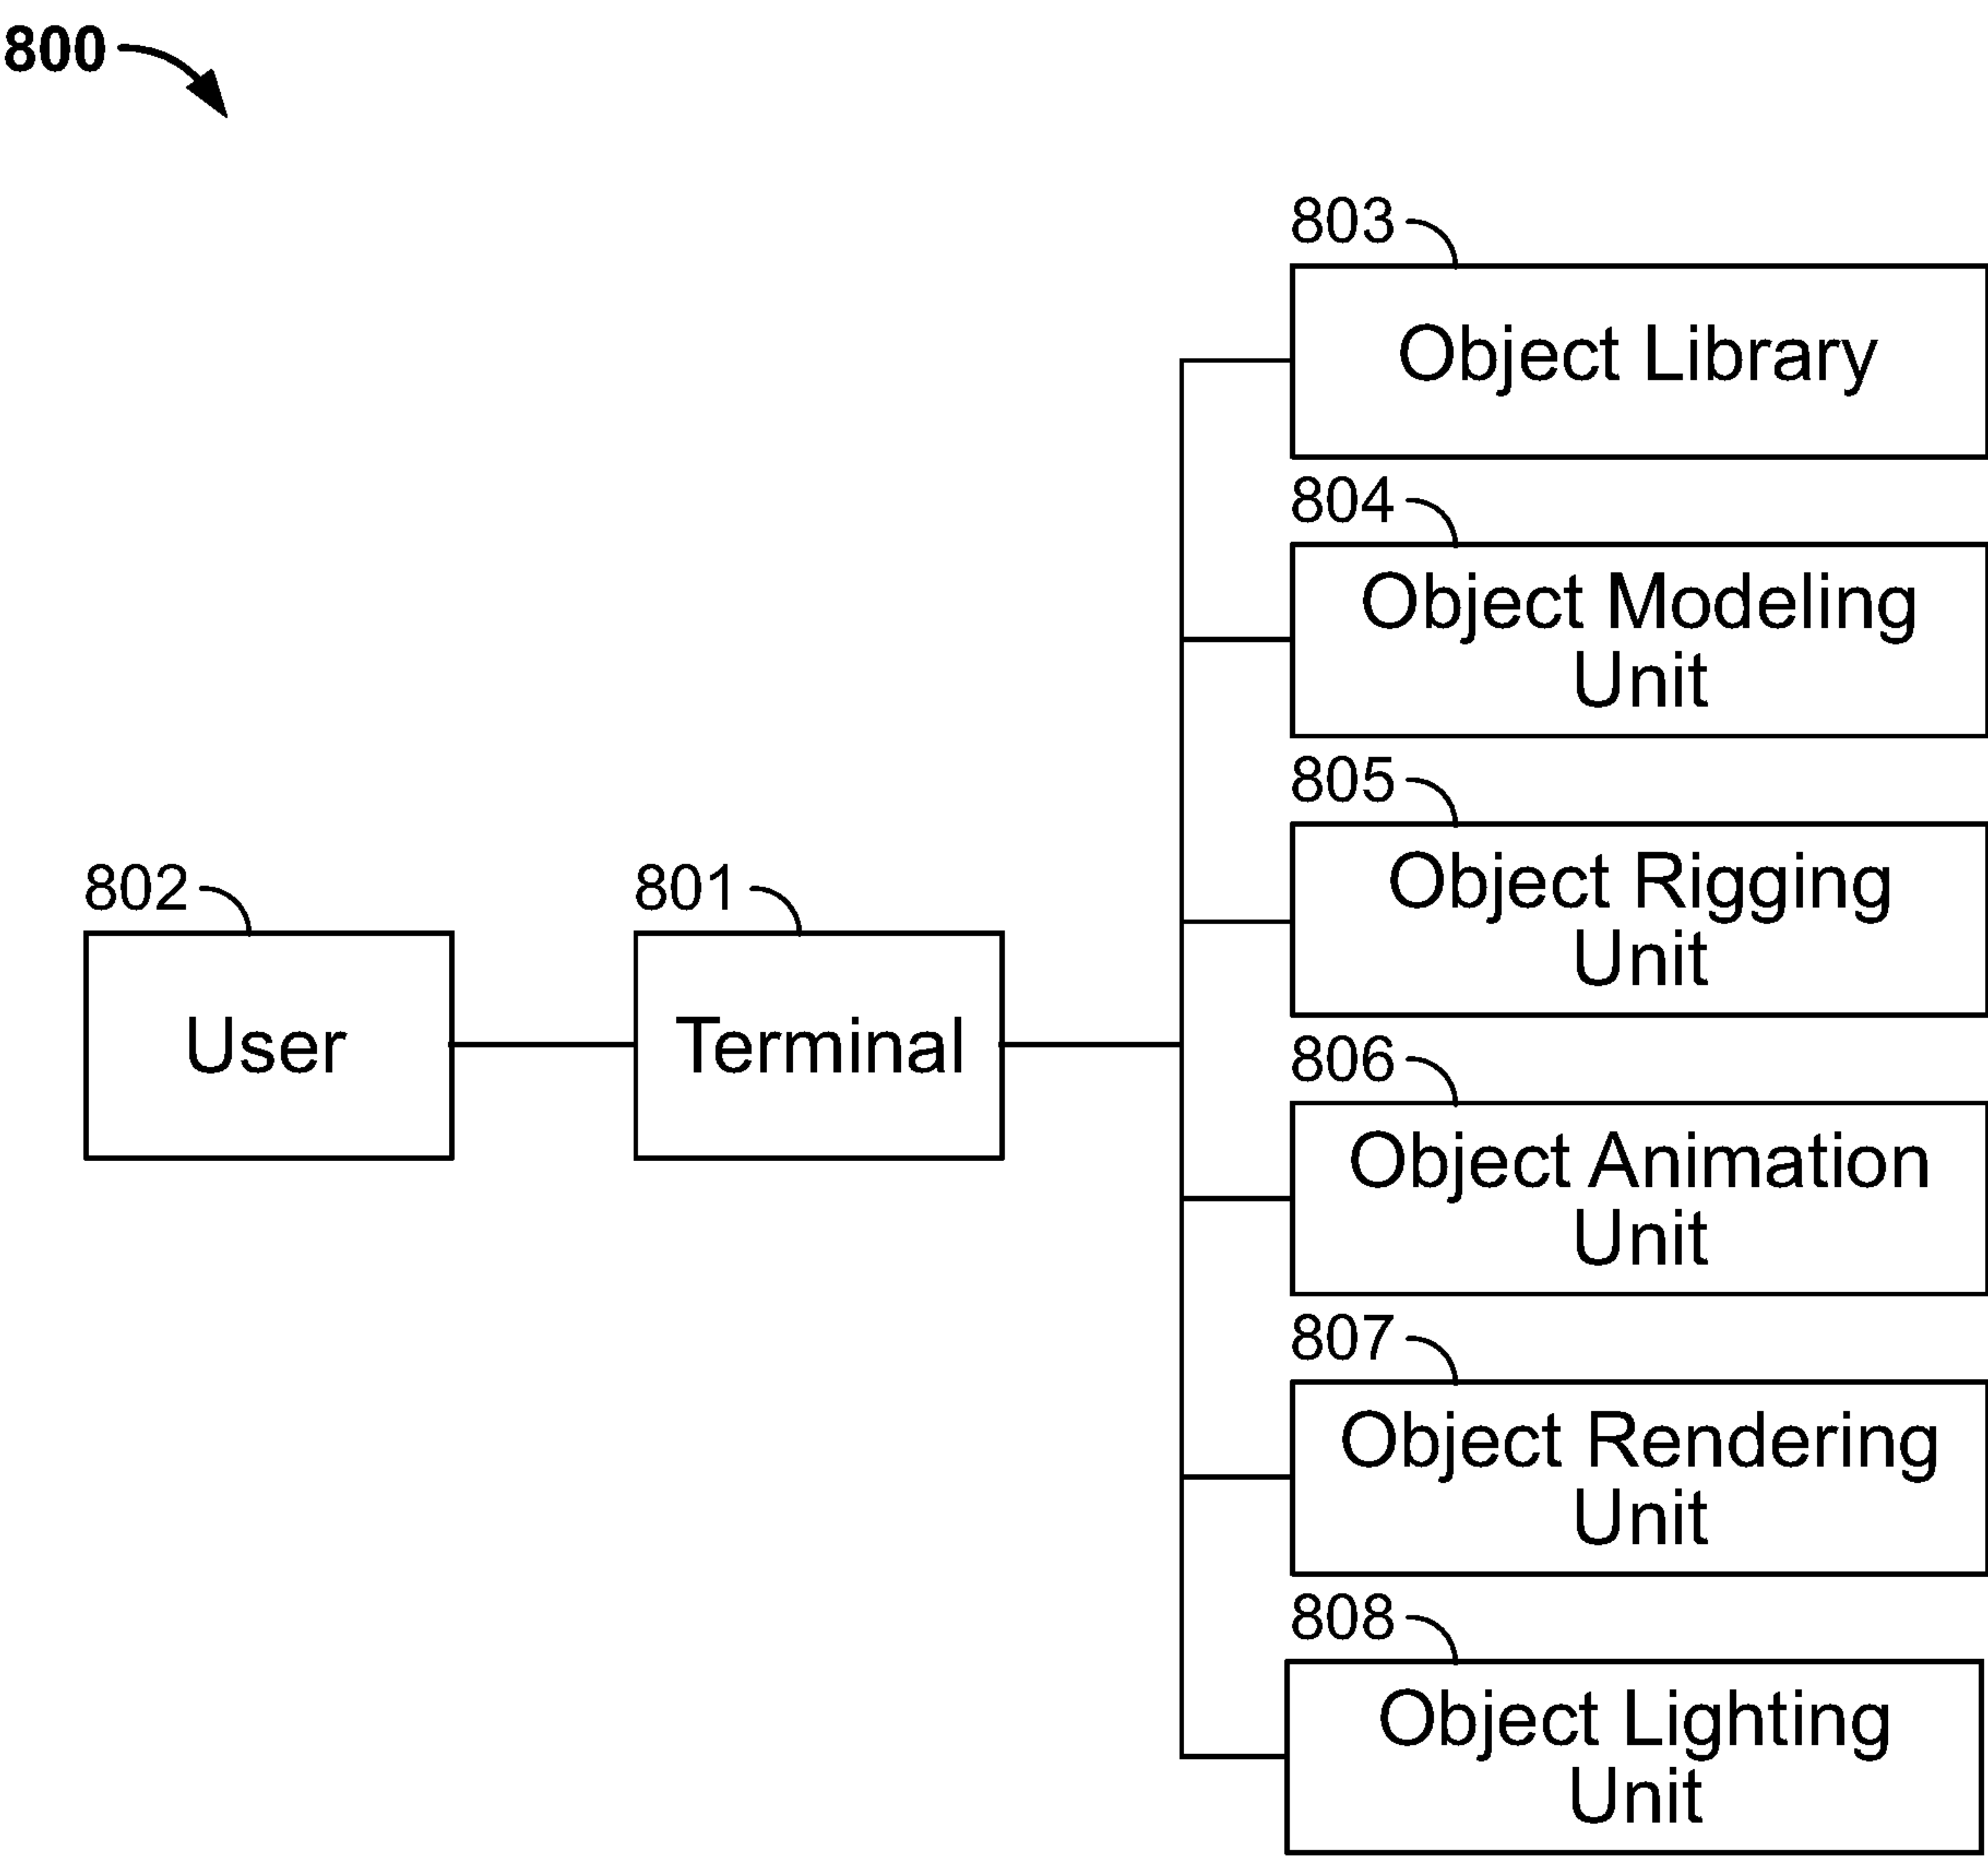 800
803
Object Library
804
Object Modeling
Unit
805
Object Rigging
Unit
802
User
801
Terminal
806
Object Animation
Unit
807
Object Rendering
Unit
808
Object Lighting
Unit